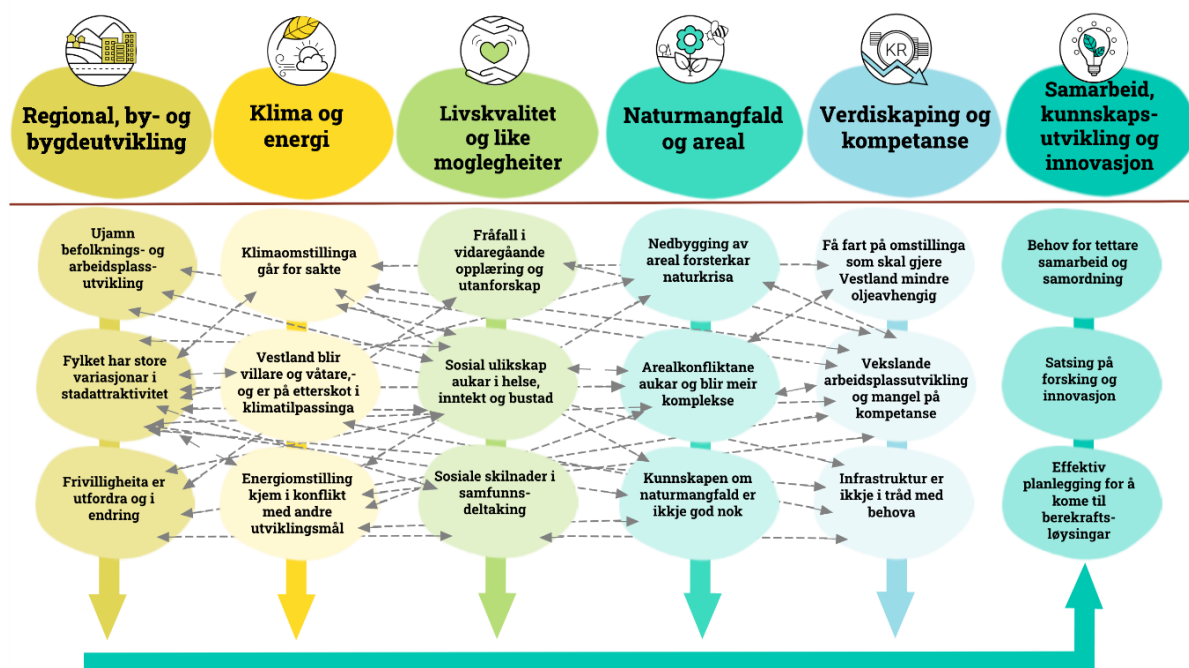 KR
Regional, by- og
bygdeutvikling
Klima og
energi
Livskvalitet
og like
moglegheiter
Naturmangfald
og areal
Verdiskaping og
kompetanse
Samarbeid,
kunnskaps-
utvikling og
innovasjon
Ujamn
befolknings- og
arbeidsplass-
utvikling
Klimaomstillinga
går for sakte
Fråfall i
vidaregåande
opplæring og
utanforskap
Nedbygging av
areal forsterkar
naturkrisa
Få fart på omstillinga
som skal gjere
Vestland mindre
oljeavhengig
Behov for tettare
samarbeid og
samordning
Fylket har store
variasjonar i
stadattraktivitet
Vestland blir
villare og våtare,-
og er på etterskot i
klimatilpassinga
Sosial ulikskap
aukar i helse,
inntekt og bustad
Arealkonfliktane
aukar og blir meir
komplekse
Vekslande
arbeidsplassutvikling
og mangel på
kompetanse
Satsing på
forsking og
innovasjon
Frivilligheita er
utfordra og i
endring
Energiomstilling
kjem i konflikt
med andre
utviklingsmål
Sosiale skilnader i
samfunns-
deltaking
Kunnskapen om
naturmangfald er
ikkje god nok
Infrastruktur er
ikkje i tråd med
behova
Effektiv
planlegging for å
kome til
berekrafts-
løysingar